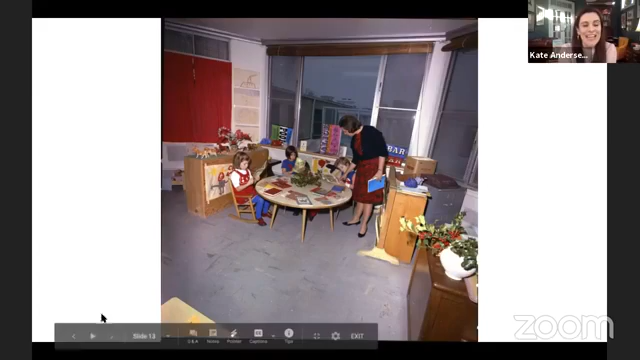 Kate Anderse...
BAR
Slide 13
Q&A
Notes
Pointer
Captions
Tips
EXIT
zoom